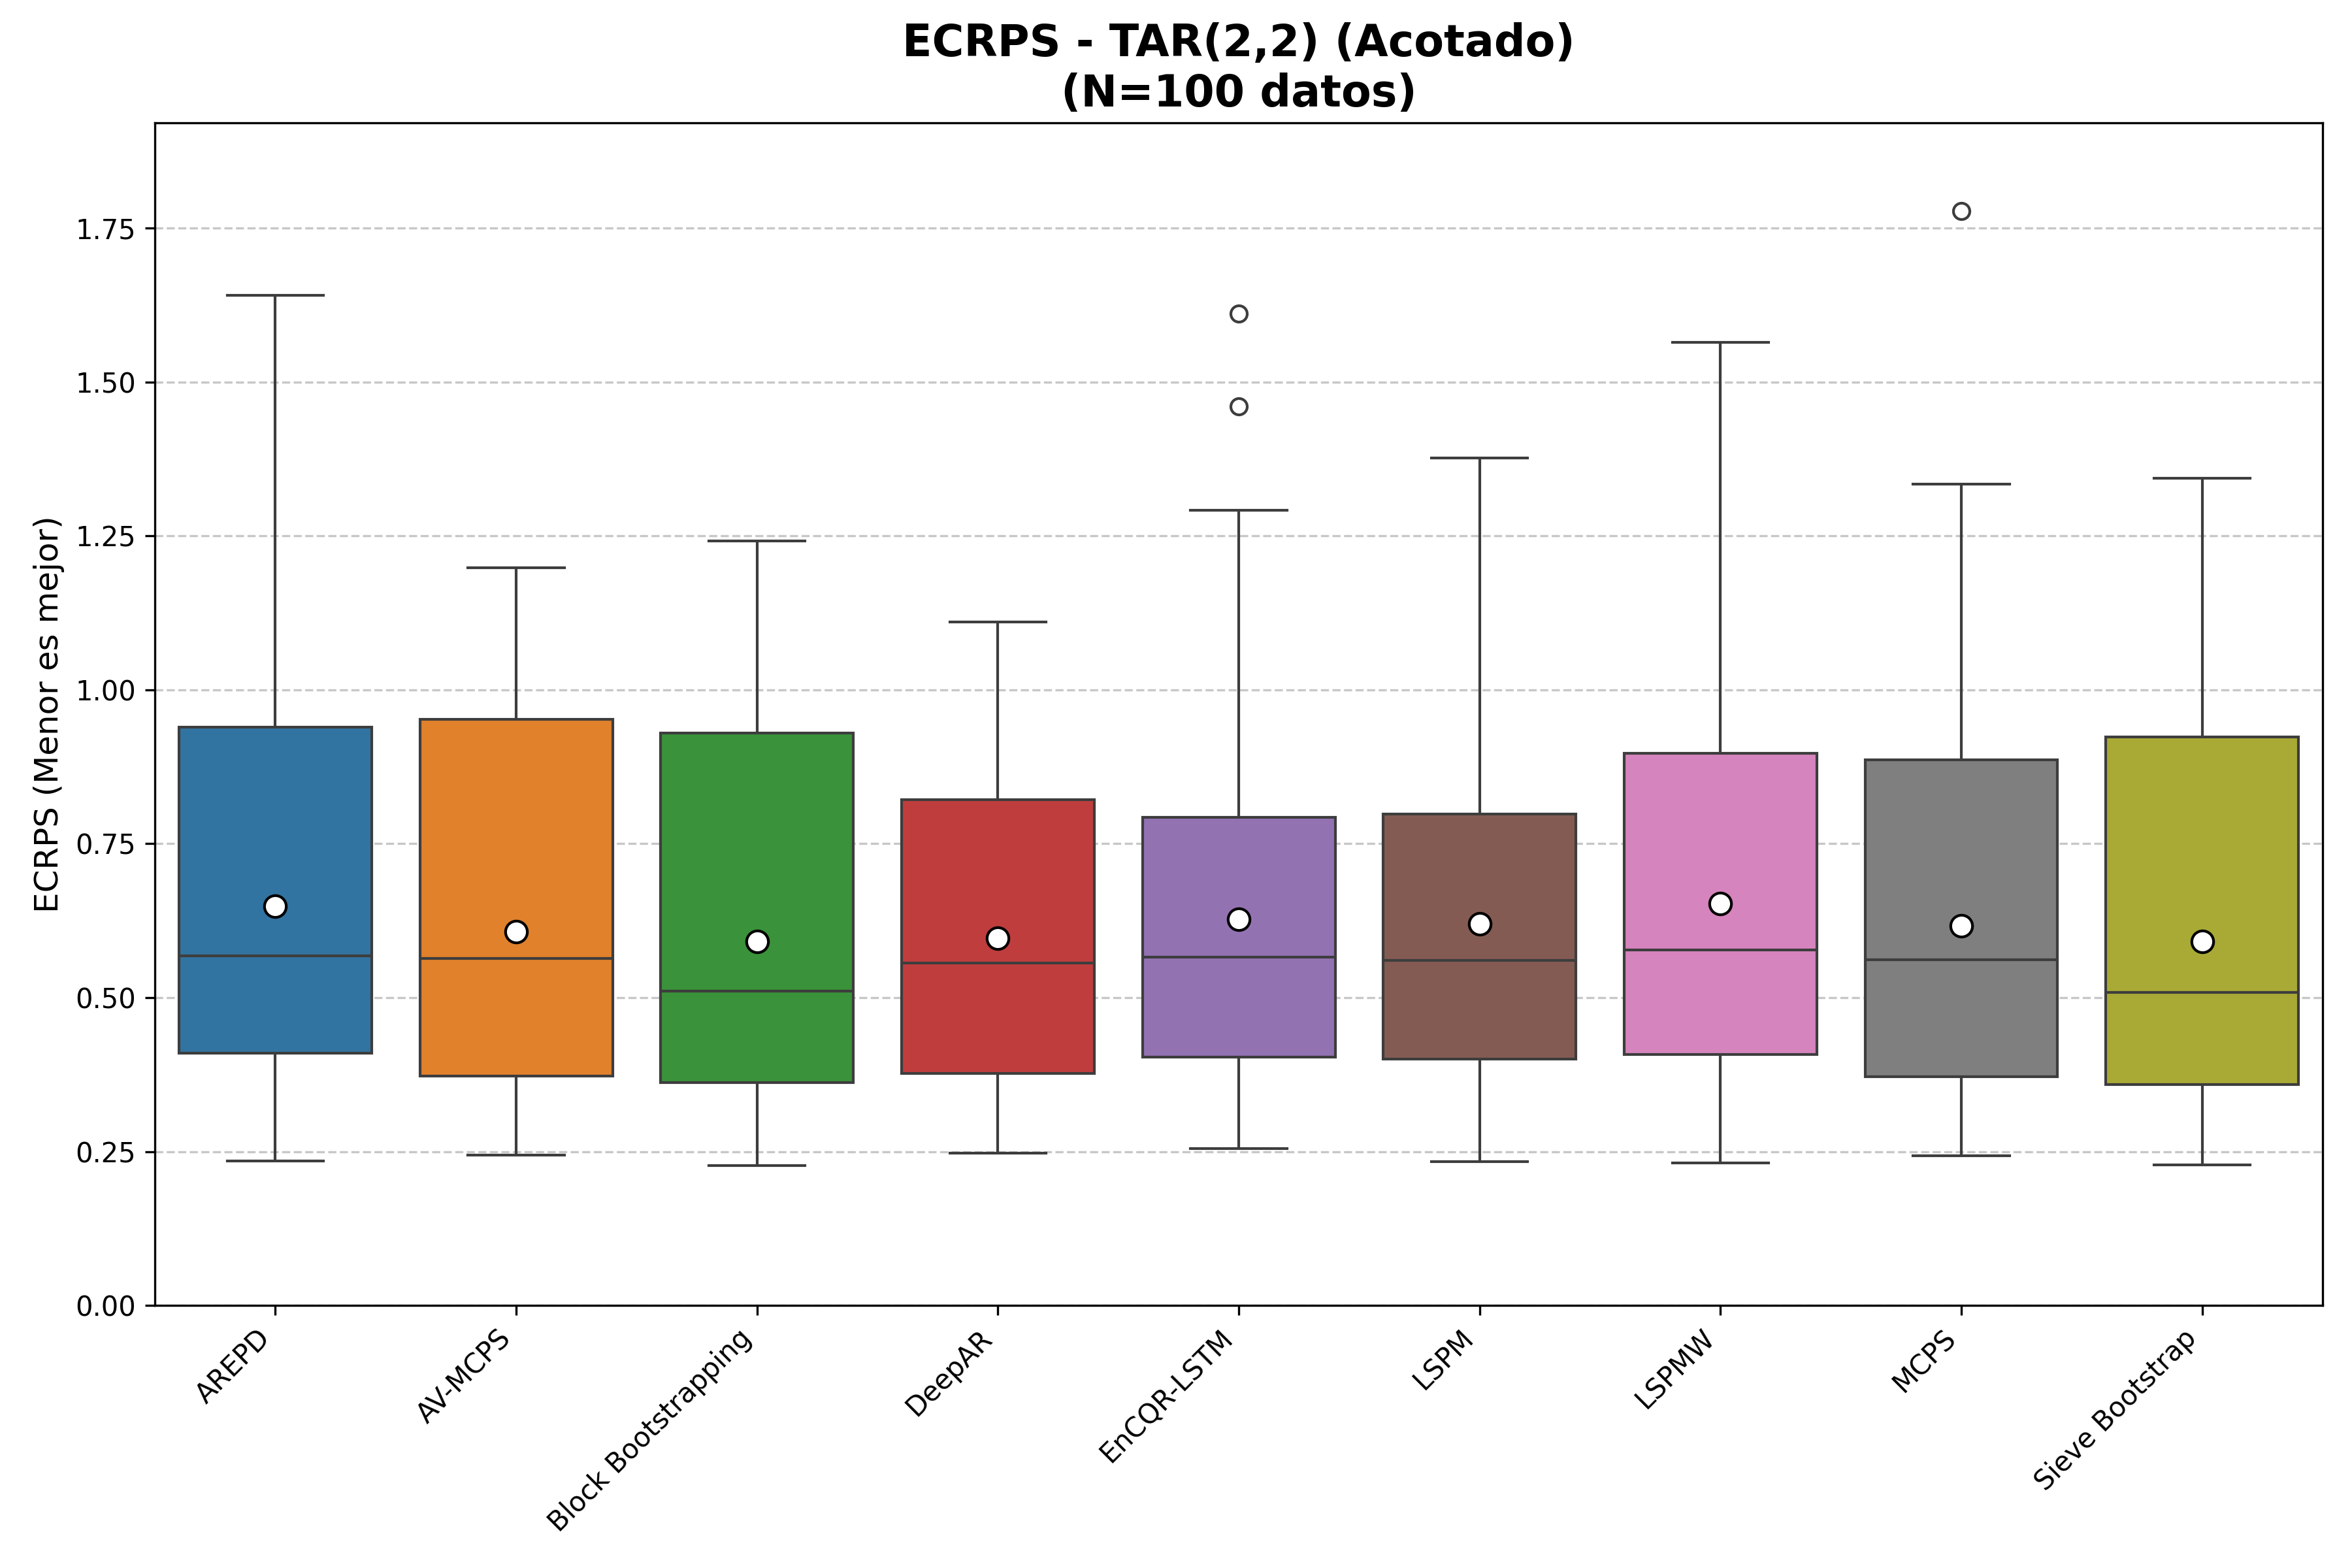 ECRPS - TAR(2,2) (Acotado)
(N=100 datos)
ECRPS (Menor es mejor)
1.75
1.50
1.25
1.00
0.75
0.50
0.25
0.00
AREPD
AV-MCPS
Block Bootstrapping
DeepAR
EnCQR-LSTM
LSPM
LSPMW
MCPS
Sieve Bootstrap